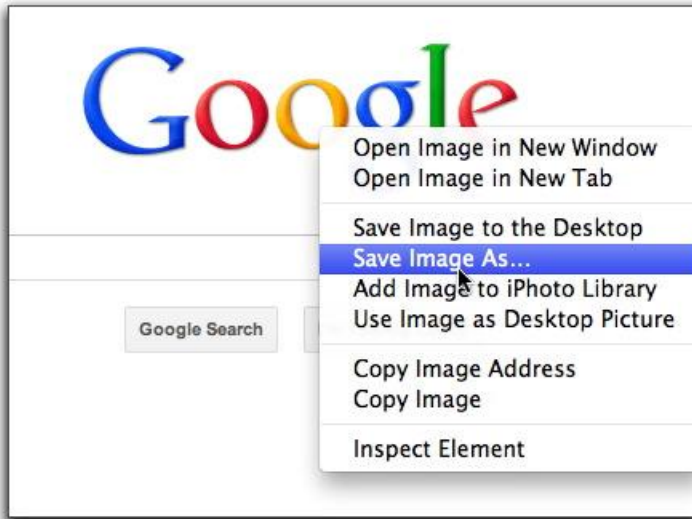 Google
Open Image in New Window
Open Image in New Tab
Save Image to the Desktop
Save Image As...
Add Image to iPhoto Library
Use Image as Desktop Picture
Google Search
Copy Image Address
Copy Image
Inspect Element